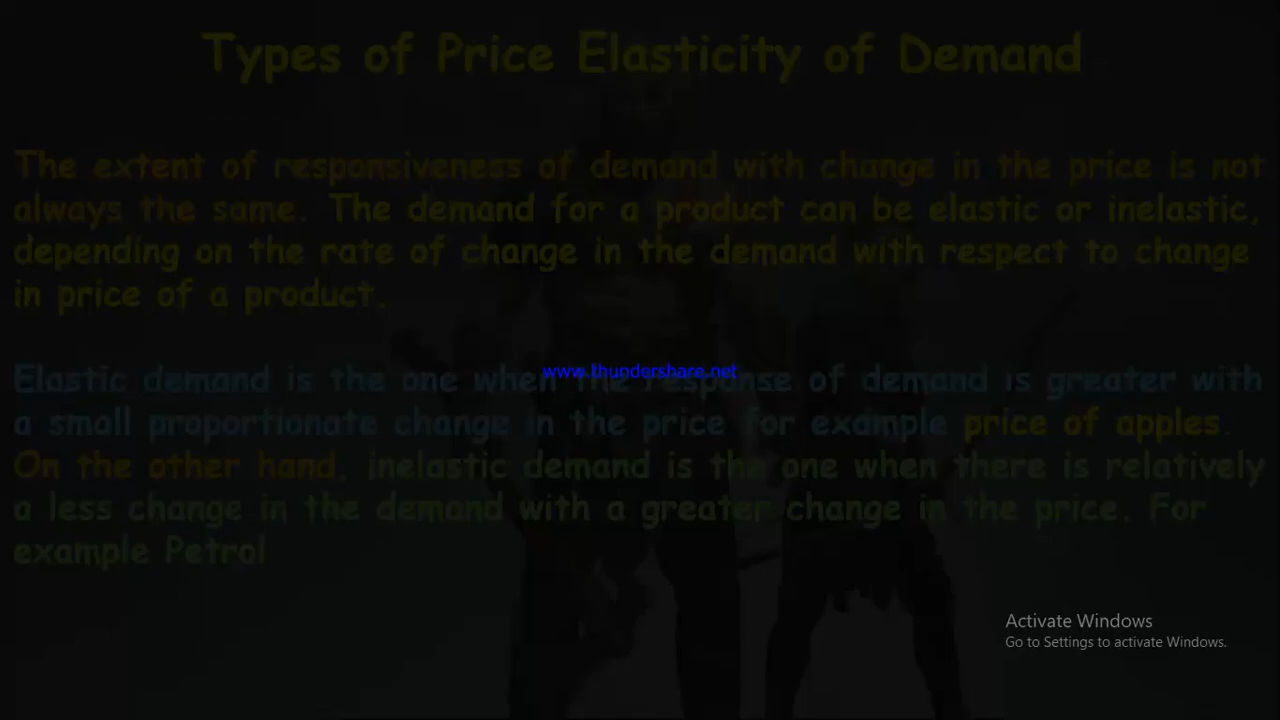 Types of Price Elasticity of Demand
The extent of responsiveness of demand with change in the price is not
always the same. The demand for a product can be elastic or inelastic,
depending on the rate of change in the demand with respect to change
in price of a product.
www.thundershare.net
Elastic demand is the one when the response of demand is greater with
a small proportionate change in the price for example price of apples.
On the other hand, inelastic demand is the one when there is relatively
a less change in the demand with a greater change in the price. For
example Petrol
Activate Windows
Go to Settings to activate Windows.